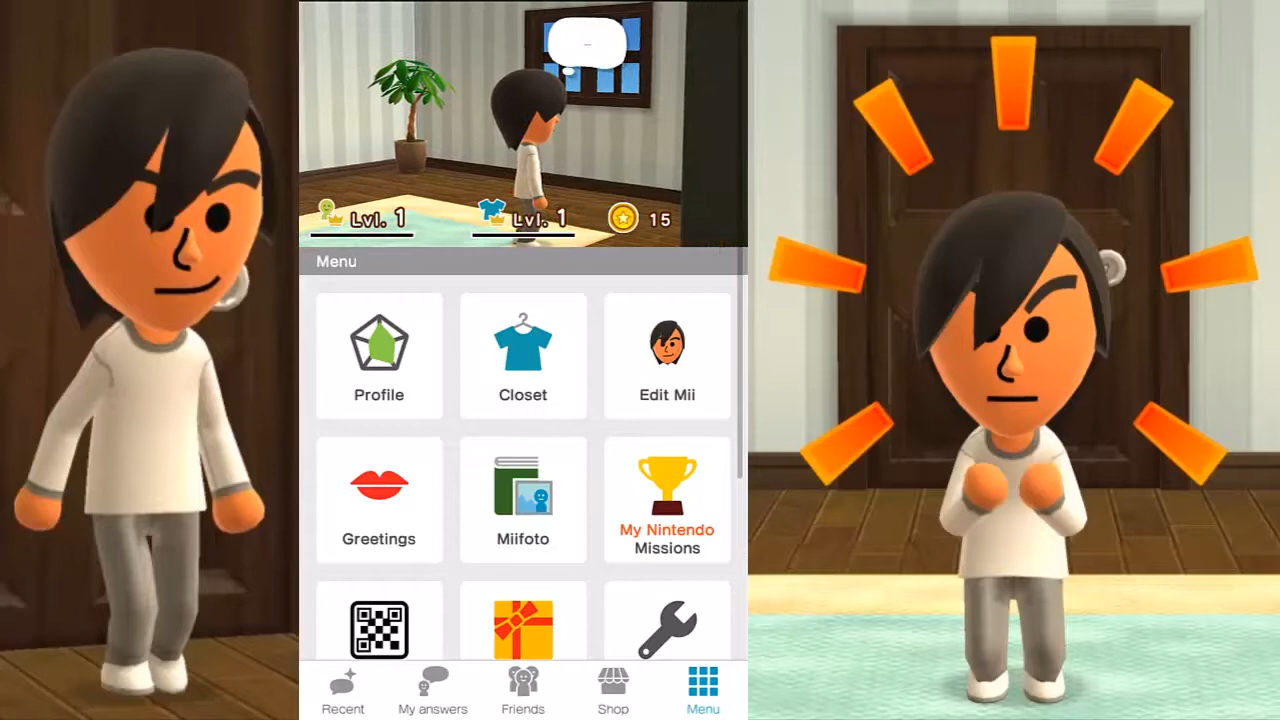 Lvl. 1
Lvl. 1
15
Menu
Profile
Closet
Edit Mii
Greetings
Miifoto
My Nintendo
Missions
Recent
My answers
Friends
Shop
Menu